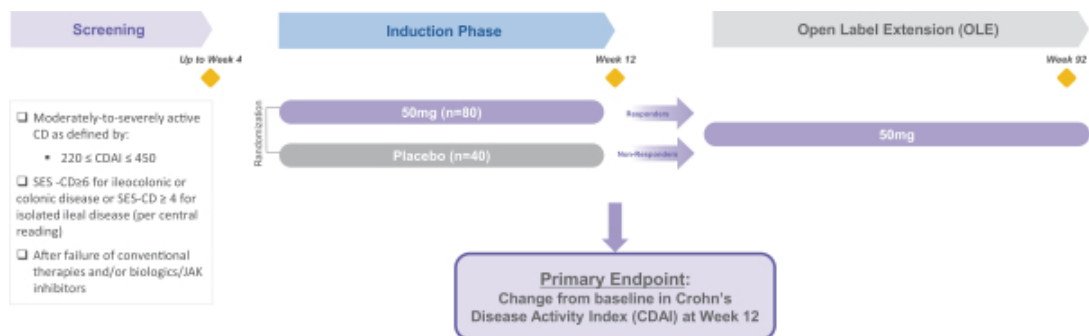 Screening
Induction Phase
Open Label Extension (OLE)
Up to Week 4
Week 12
Week 92
❑ Moderately-to-severely active
CD as defined by:
▪ 220 ≤ CDAI ≤ 450
❑ SES -CD≥6 for ileocolonic or
colonic disease or SES-CD ≥ 4 for
isolated ileal disease (per central
reading)
❑ After failure of conventional
therapies and/or biologics/JAK
inhibitors
Randomization
50mg (n=80)
Placebo (n=40)
Responders
Non-Responders
50mg
Primary Endpoint:
Change from baseline in Crohn's
Disease Activity Index (CDAI) at Week 12